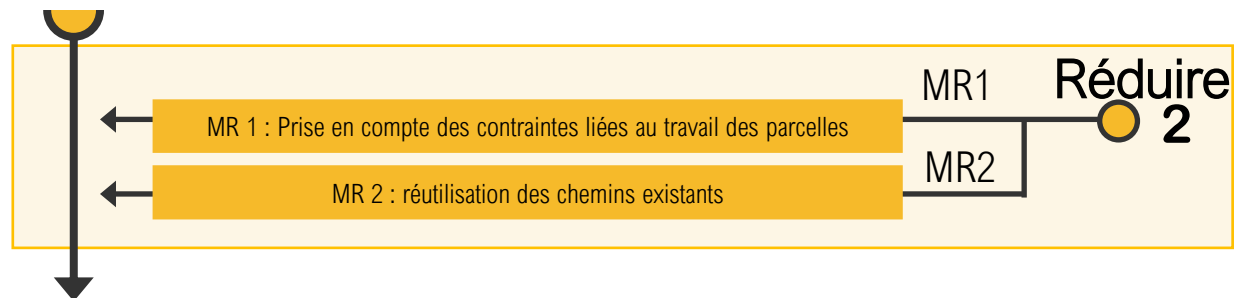 MR1
Réduire
2
MR 1 : Prise en compte des contraintes liées au travail des parcelles
MR2
MR 2 : réutilisation des chemins existants